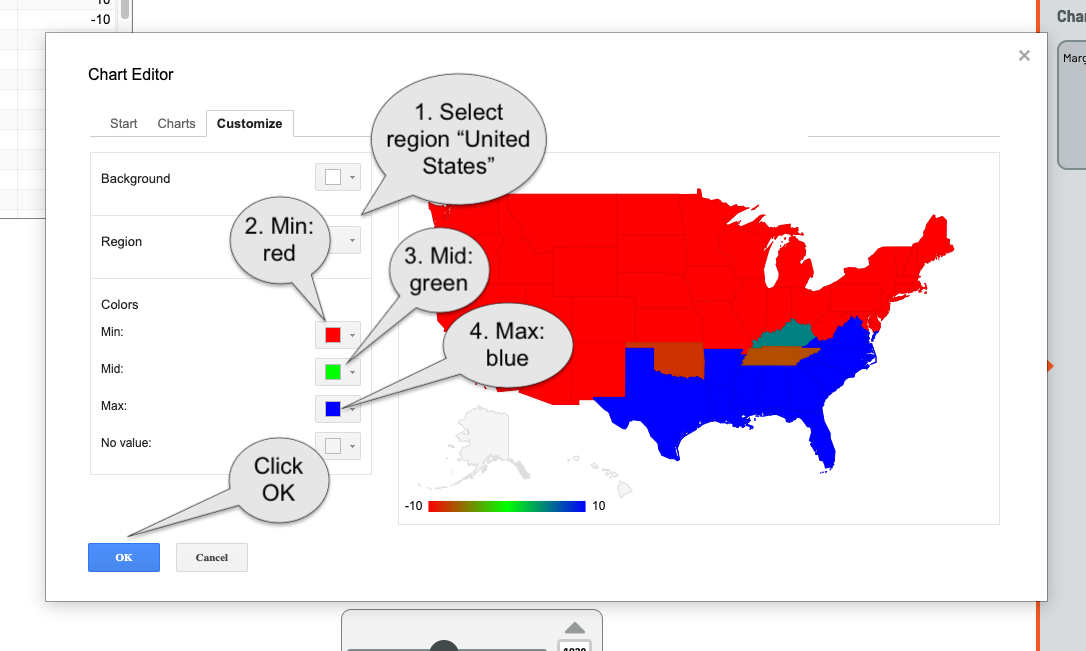 10
-10
Char
Marg
Chart Editor
Start
Charts
Customize
1. Select
region “United
States”
Background
2. Min:
red
Region
3. Mid:
green
Colors
Min:
4. Max:
blue
Mid:
Max:
No value:
Click
OK
-10
10
OK
Cancel